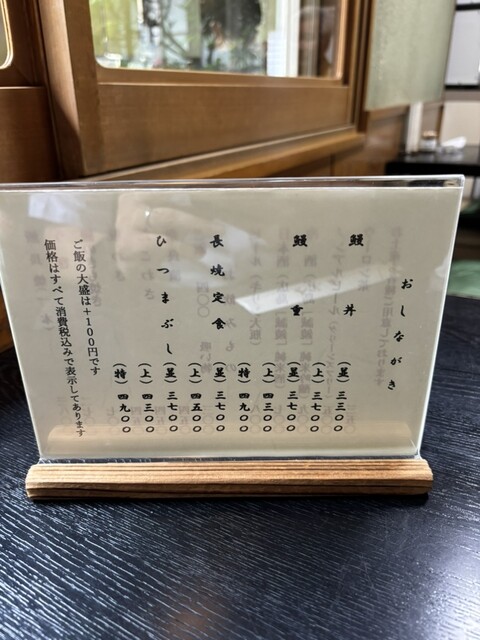 おしながき
鰻丼 (並) 三三〇〇
(上) 三七〇〇
鰻重 (並) 三七〇〇
(上) 四三〇〇
(特) 四九〇〇
長焼定食 (並) 三七〇〇
(上) 四五〇〇
ひつまぶし (並) 三七〇〇
(上) 四三〇〇
(特) 四九〇〇
ご飯の大盛は+100円です
価格はすべて消費税込みで表示してあります